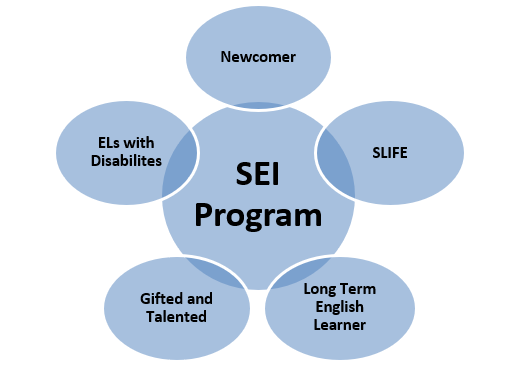 Newcomer
ELs with
Disabilites
SLIFE
SEI
Program
Gifted and
Talented
Long Term
English
Learner